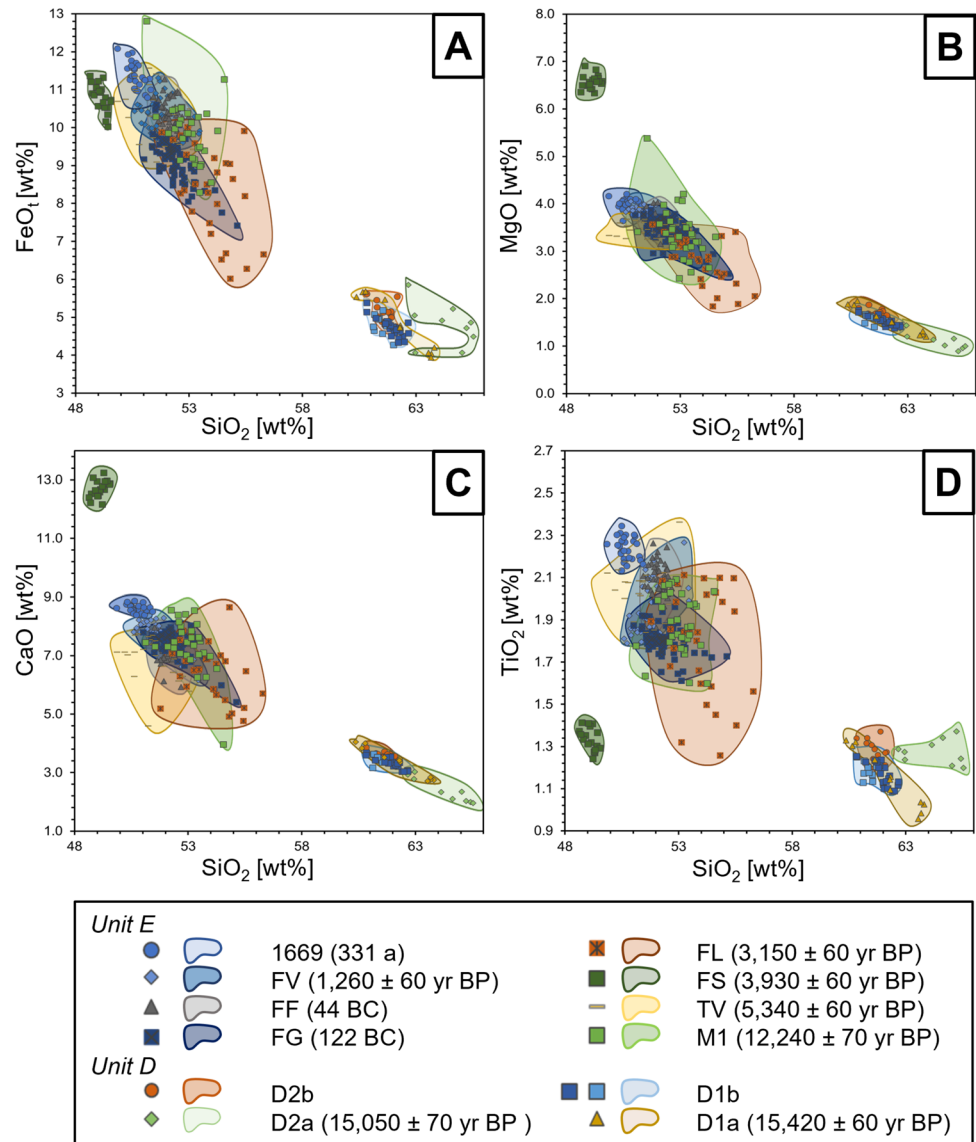 A
FeOt [wt%]
13
12
11
10
9
8
7
6
5
4
3
48 53 58 63
SiO2 [wt%]
B
MgO [wt%]
8.0
7.0
6.0
5.0
4.0
3.0
2.0
1.0
0.0
48 53 58 63
SiO2 [wt%]
C
CaO [wt%]
13.0
11.0
9.0
7.0
5.0
3.0
1.0
48 53 58 63
SiO2 [wt%]
D
TiO2 [wt%]
2.7
2.5
2.3
2.1
1.9
1.7
1.5
1.3
1.1
0.9
48 53 58 63
SiO2 [wt%]
Unit E
1669 (331 a)
FV (1,260 ± 60 yr BP)
FF (44 BC)
FG (122 BC)
FL (3,150 ± 60 yr BP)
FS (3,930 ± 60 yr BP)
TV (5,340 ± 60 yr BP)
M1 (12,240 ± 70 yr BP)
Unit D
D2b
D2a (15,050 ± 70 yr BP )
D1b
D1a (15,420 ± 60 yr BP)